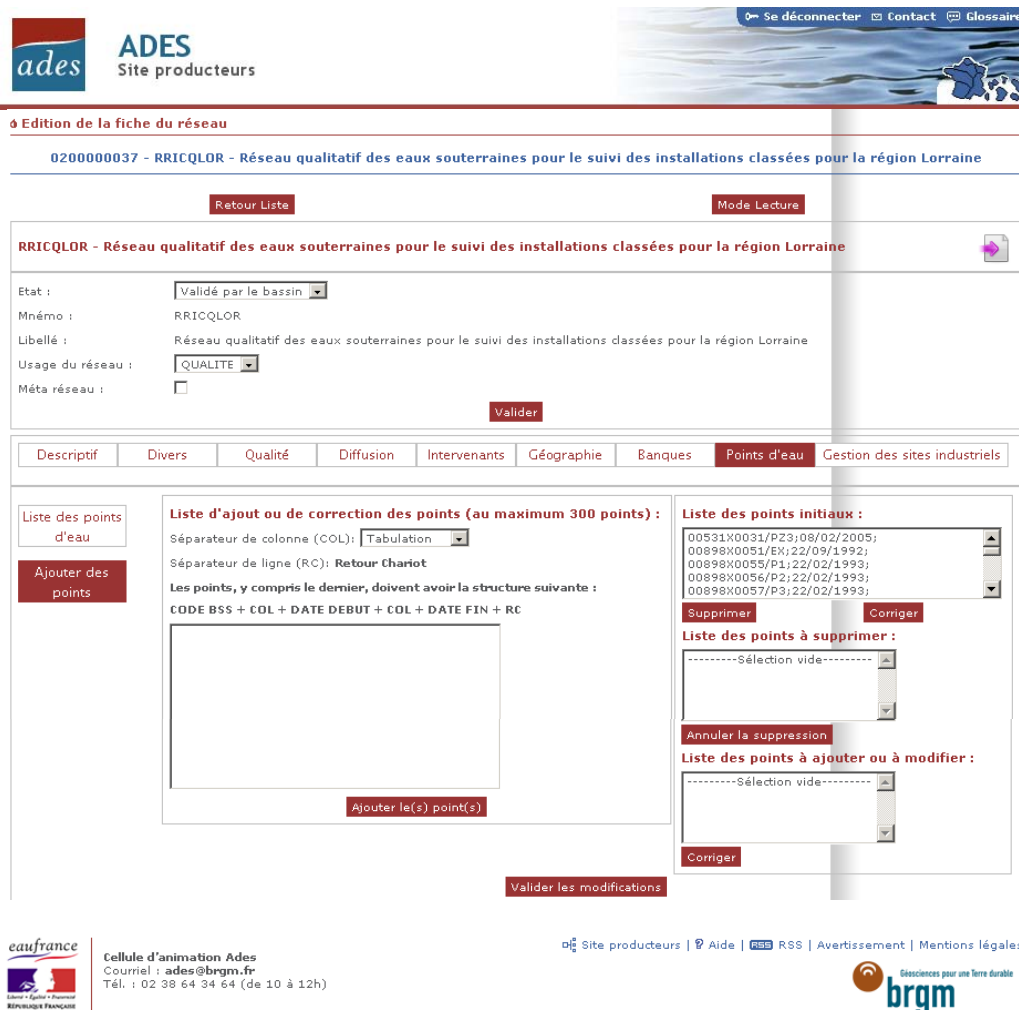 Se déconnecter Contact Glossaire
ades
ADES
Site producteurs
Edition de la fiche du réseau
0200000037 - RRICQLOR - Réseau qualitatif des eaux souterraines pour le suivi des installations classées pour la région Lorraine
Retour Liste Mode Lecture
RRICQLOR - Réseau qualitatif des eaux souterraines pour le suivi des installations classées pour la région Lorraine
Etat : Validé par le bassin
Mnémo : RRICQLOR
Libellé : Réseau qualitatif des eaux souterraines pour le suivi des installations classées pour la région Lorraine
Usage du réseau : QUALITE
Méta réseau :
Valider
Descriptif Divers Qualité Diffusion Intervenants Géographie Banques Points d'eau Gestion des sites industriels
Liste des points d'eau
Ajouter des points
Liste d'ajout ou de correction des points (au maximum 300 points) :
Séparateur de colonne (COL): Tabulation
Séparateur de ligne (RC): Retour Chariot
Les points, y compris le dernier, doivent avoir la structure suivante :
CODE BSS + COL + DATE DEBUT + COL + DATE FIN + RC
Ajouter le(s) point(s)
Liste des points initiaux :
00531X0031/PZ3;08/02/2005;
00898X0051/EX;22/09/1992;
00898X0055/P1;22/02/1993;
00898X0056/P2;22/02/1993;
00898X0057/P3;22/02/1993;
Supprimer Corriger
Liste des points à supprimer :
---------Sélection vide---------
Annuler la suppression
Liste des points à ajouter ou à modifier :
---------Sélection vide---------
Corriger
Valider les modifications
eaufrance
Liberté • Égalité • Fraternité
RÉPUBLIQUE FRANÇAISE
Cellule d'animation Ades
Courriel : ades@brgm.fr
Tél. : 02 38 64 34 64 (de 10 à 12h)
Site producteurs | Aide | RSS RSS | Avertissement | Mentions légales
Géosciences pour une Terre durable
brgm